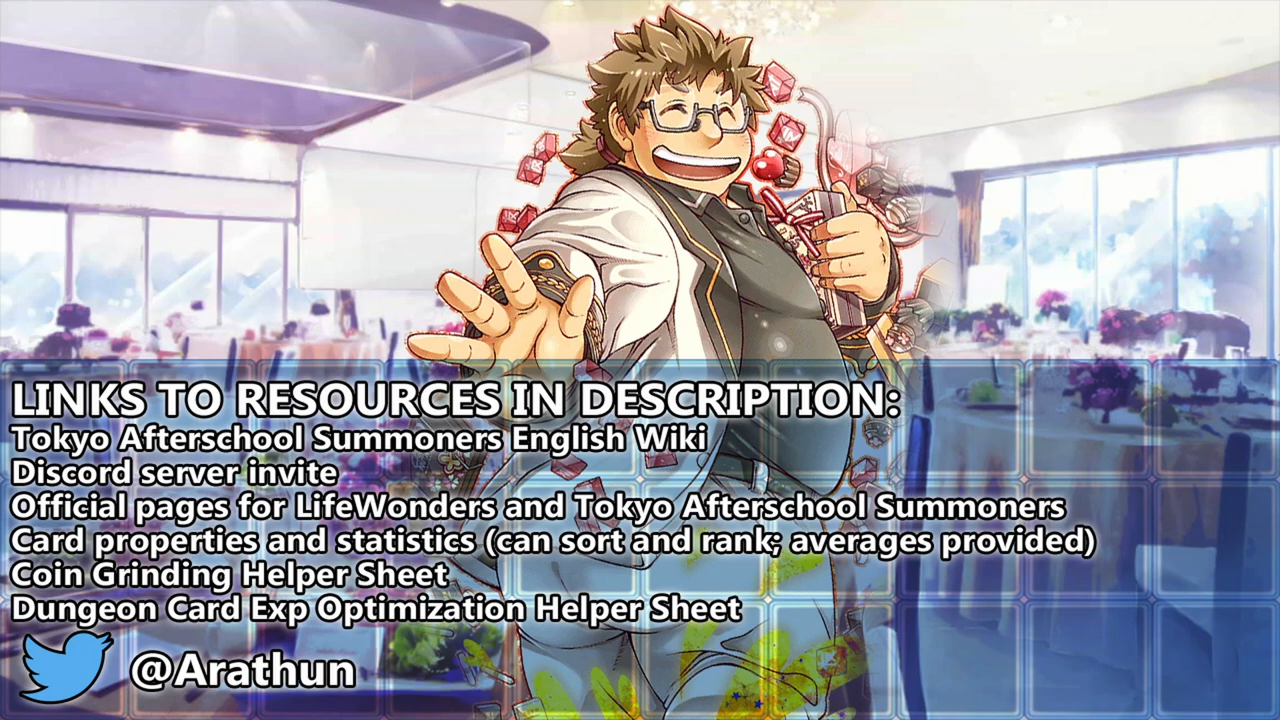 LINKS TO RESOURCES IN DESCRIPTION:
Tokyo Afterschool Summoners English Wiki
Discord server invite
Official pages for LifeWonders and Tokyo Afterschool Summoners
Card properties and statistics (can sort and rank; averages provided)
Coin Grinding Helper Sheet
Dungeon Card Exp Optimization Helper Sheet
@Arathun